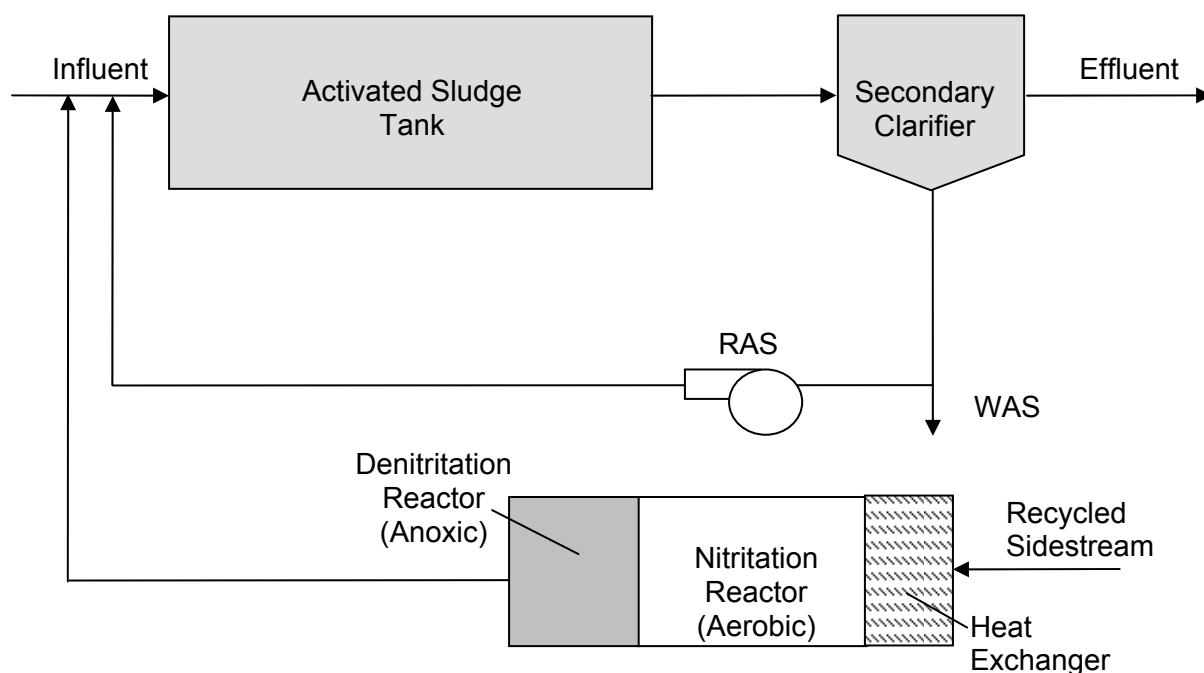 Influent
Activated Sludge
Tank
Secondary
Clarifier
Effluent
RAS
WAS
Denitritation
Reactor
(Anoxic)
Nitritation
Reactor
(Aerobic)
Recycled
Sidestream
Heat
Exchanger